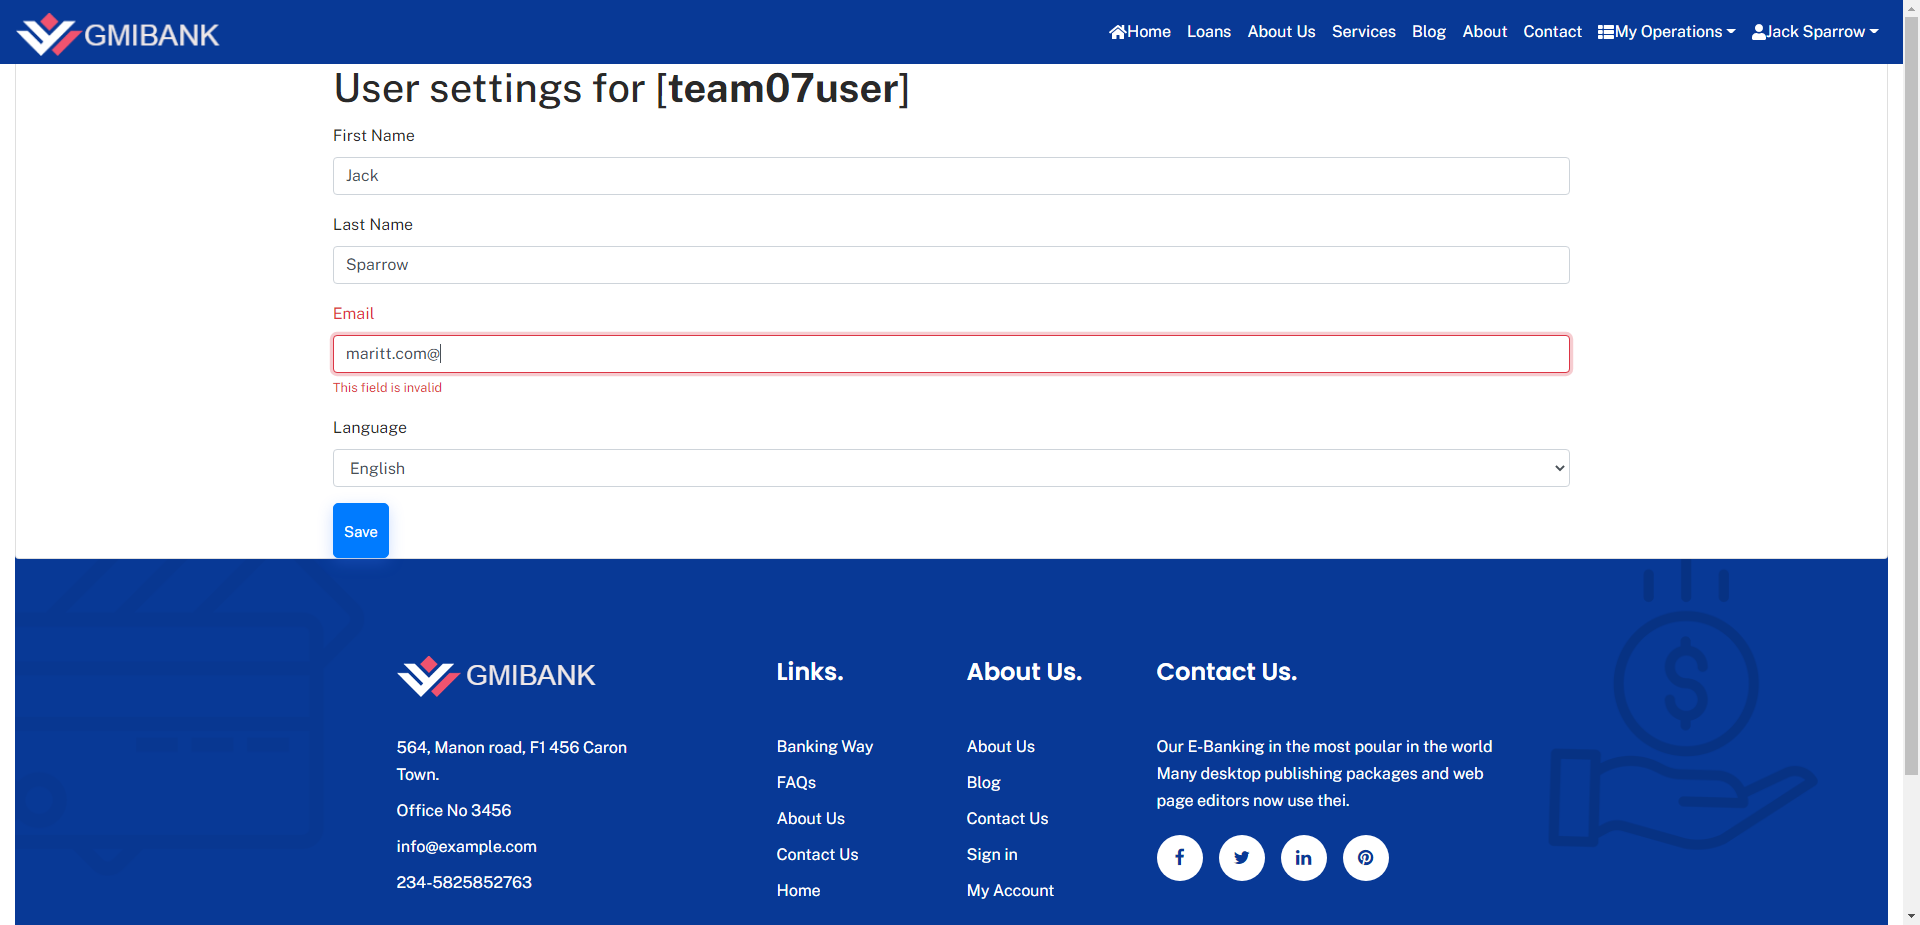 GMIBANK
Home Loans About Us Services Blog About Contact My Operations Jack Sparrow
User settings for [team07user]
First Name
Jack
Last Name
Sparrow
Email
maritt.com@
This field is invalid
Language
English
Save
GMIBANK
564, Manon road, F1 456 Caron
Town.
Office No 3456
info@example.com
234-5825852763
Links.
Banking Way
FAQs
About Us
Contact Us
Home
About Us.
About Us
Blog
Contact Us
Sign in
My Account
Contact Us.
Our E-Banking in the most poular in the world
Many desktop publishing packages and web
page editors now use thei.